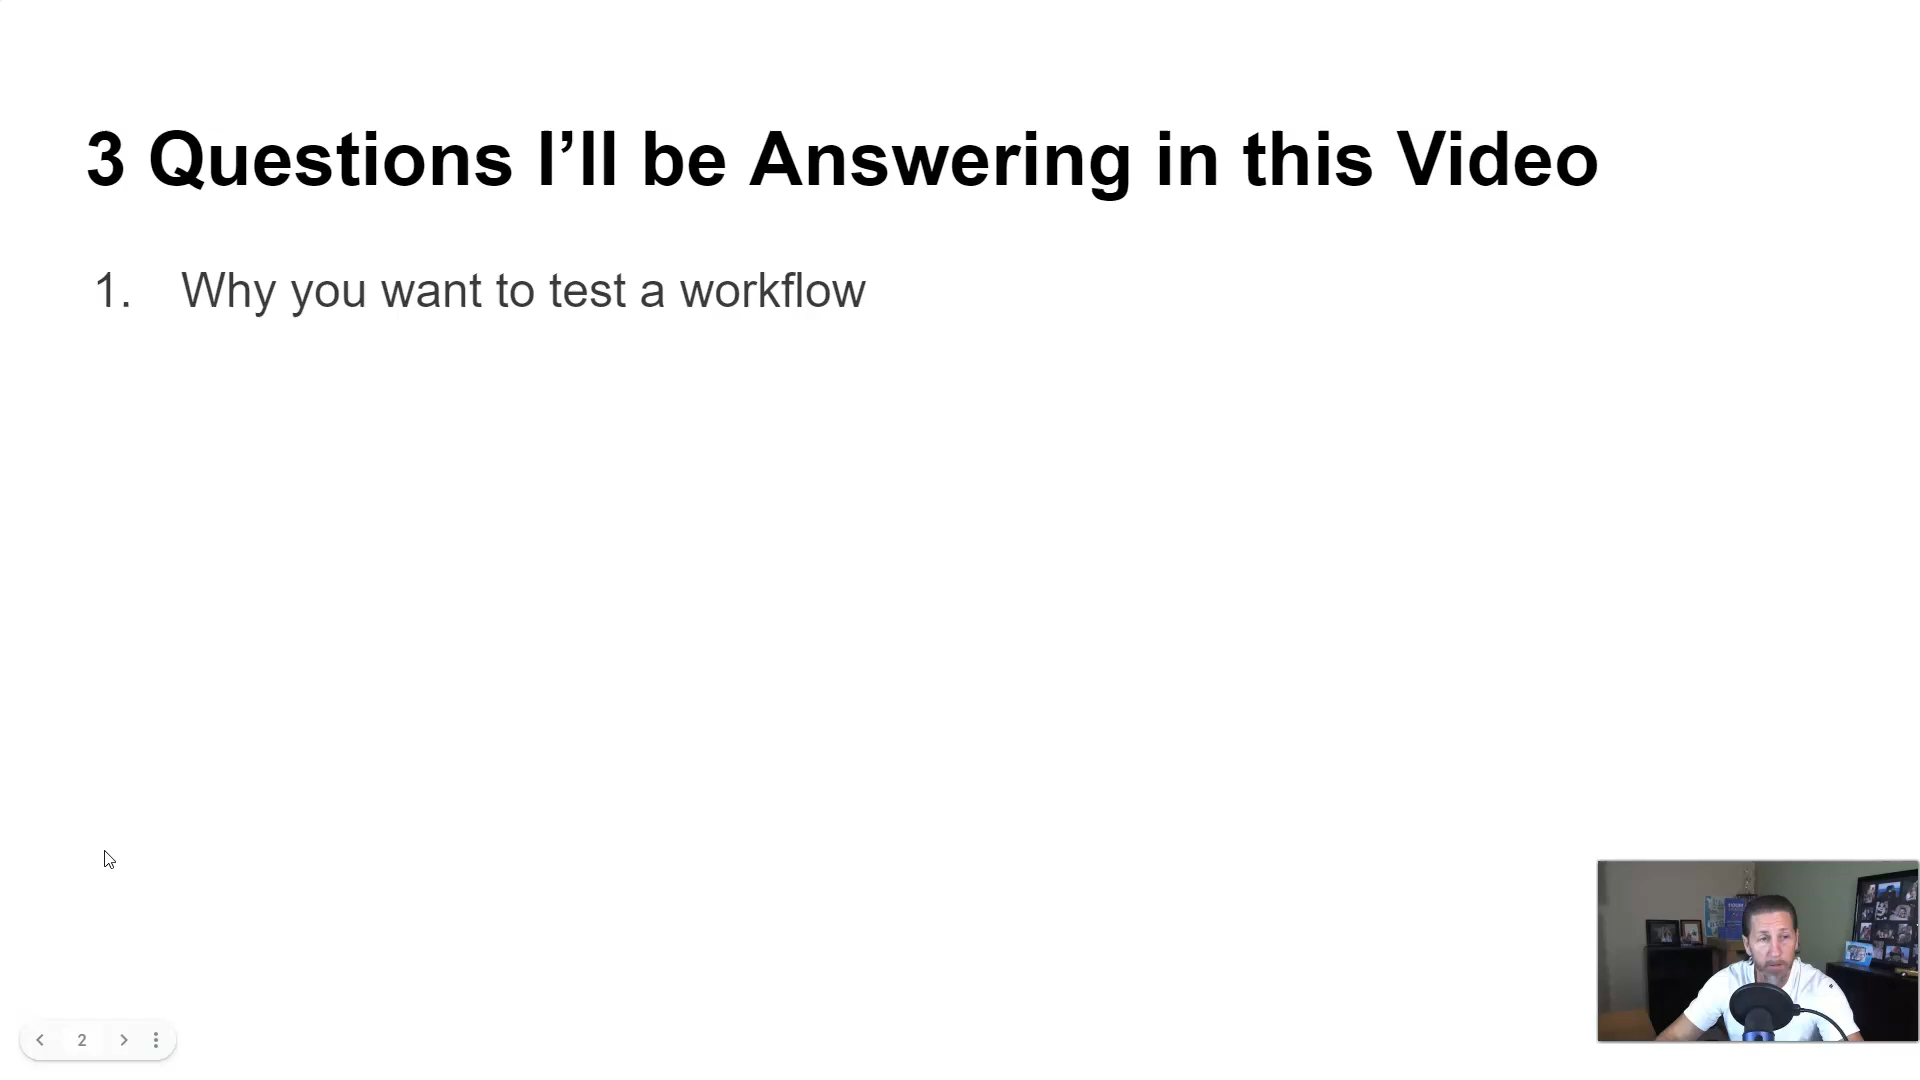 3 Questions I’ll be Answering in this Video
1. Why you want to test a workflow
2